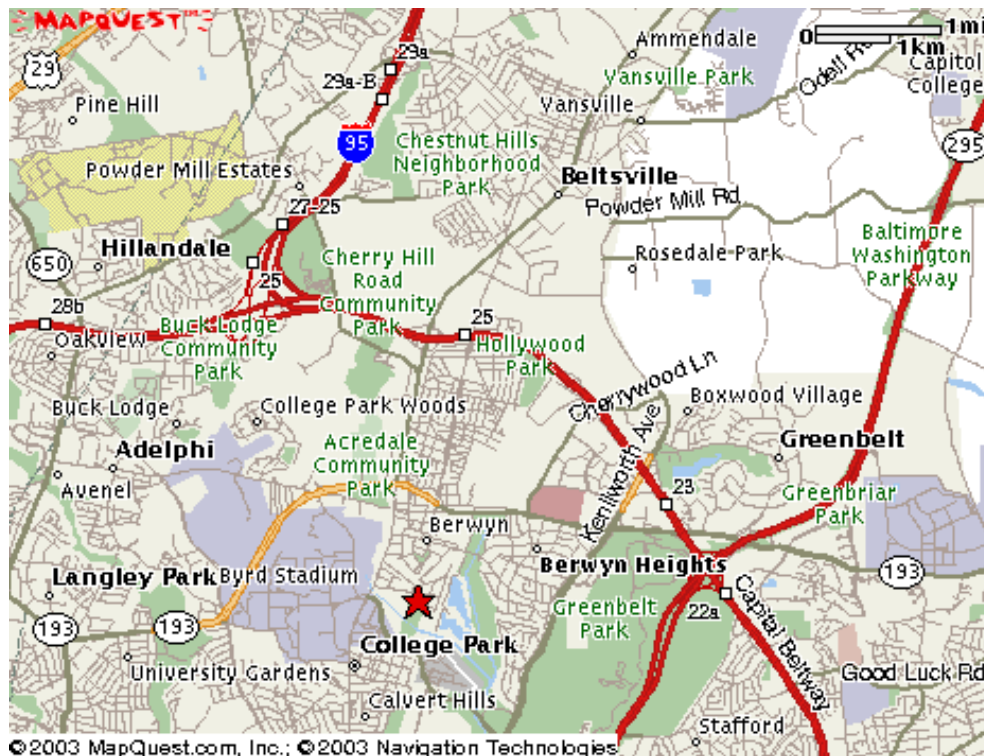 MAPQUEST
0 1mi
1km
29
29a
29a-B
Ammendale
Vansville Park
Odell Rd
Capitol
College
Pine Hill
Vansville
295
95
Chestnut Hills
Neighborhood
Park
Powder Mill Estates
Beltsville
Powder Mill Rd
27-25
Hillandale
650
25
Cherry Hill
Road
Community
Park
Rosedale Park
Baltimore
Washington
Parkway
28b
Oakview
Buck Lodge
Community
Park
25
Hollywood
Park
Cherrywood Ln
Buck Lodge
College Park Woods
Boxwood Village
Adelphi
Acredale
Community
Park
Kenilworth Ave
Greenbelt
Avenel
23
Greenbriar
Park
Berwyn
Berwyn Heights
193
Langley Park
Byrd Stadium
Greenbelt
Park
22a
Capital Beltway
193
193
College Park
University Gardens
Good Luck Rd
Calvert Hills
Stafford
©2003 MapQuest.com, Inc.; ©2003 Navigation Technologies